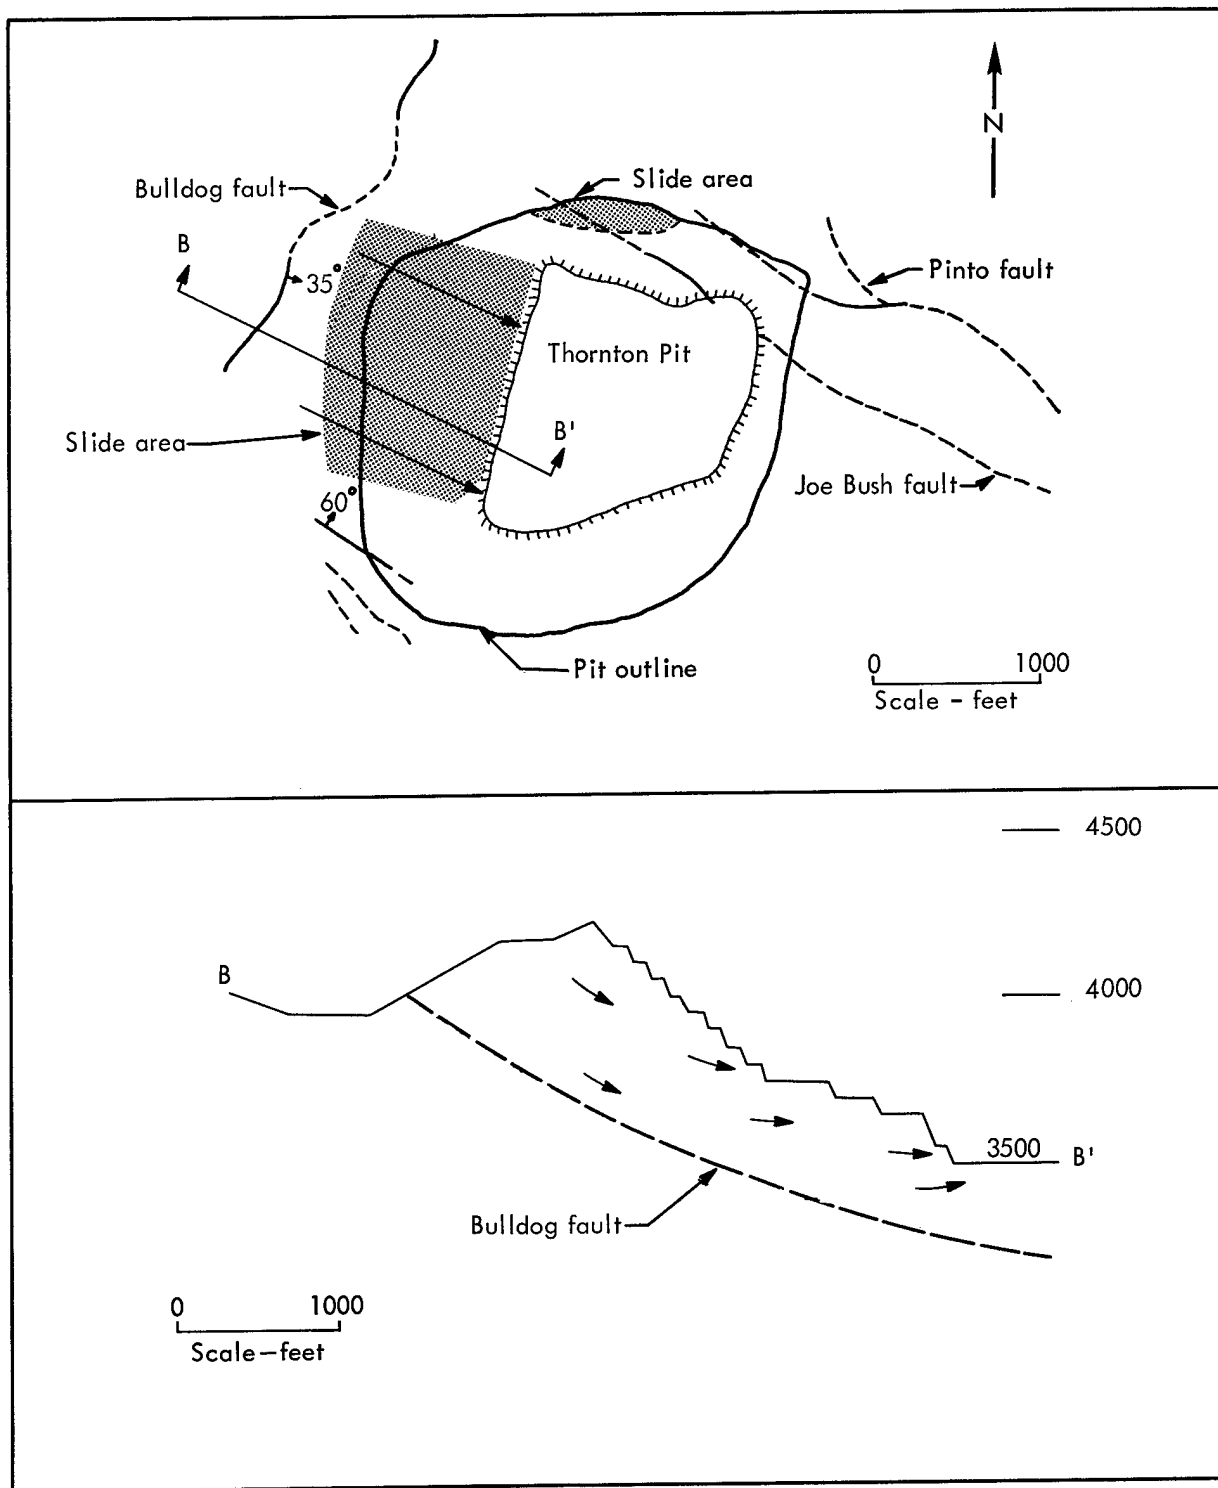 N
Slide area
Bulldog fault
B
Pinto fault
35°
Thornton Pit
B'
Slide area
Joe Bush fault
60°
0 1000
Scale - feet
Pit outline
4500
B
4000
3500
B'
Bulldog fault
0 1000
Scale-feet